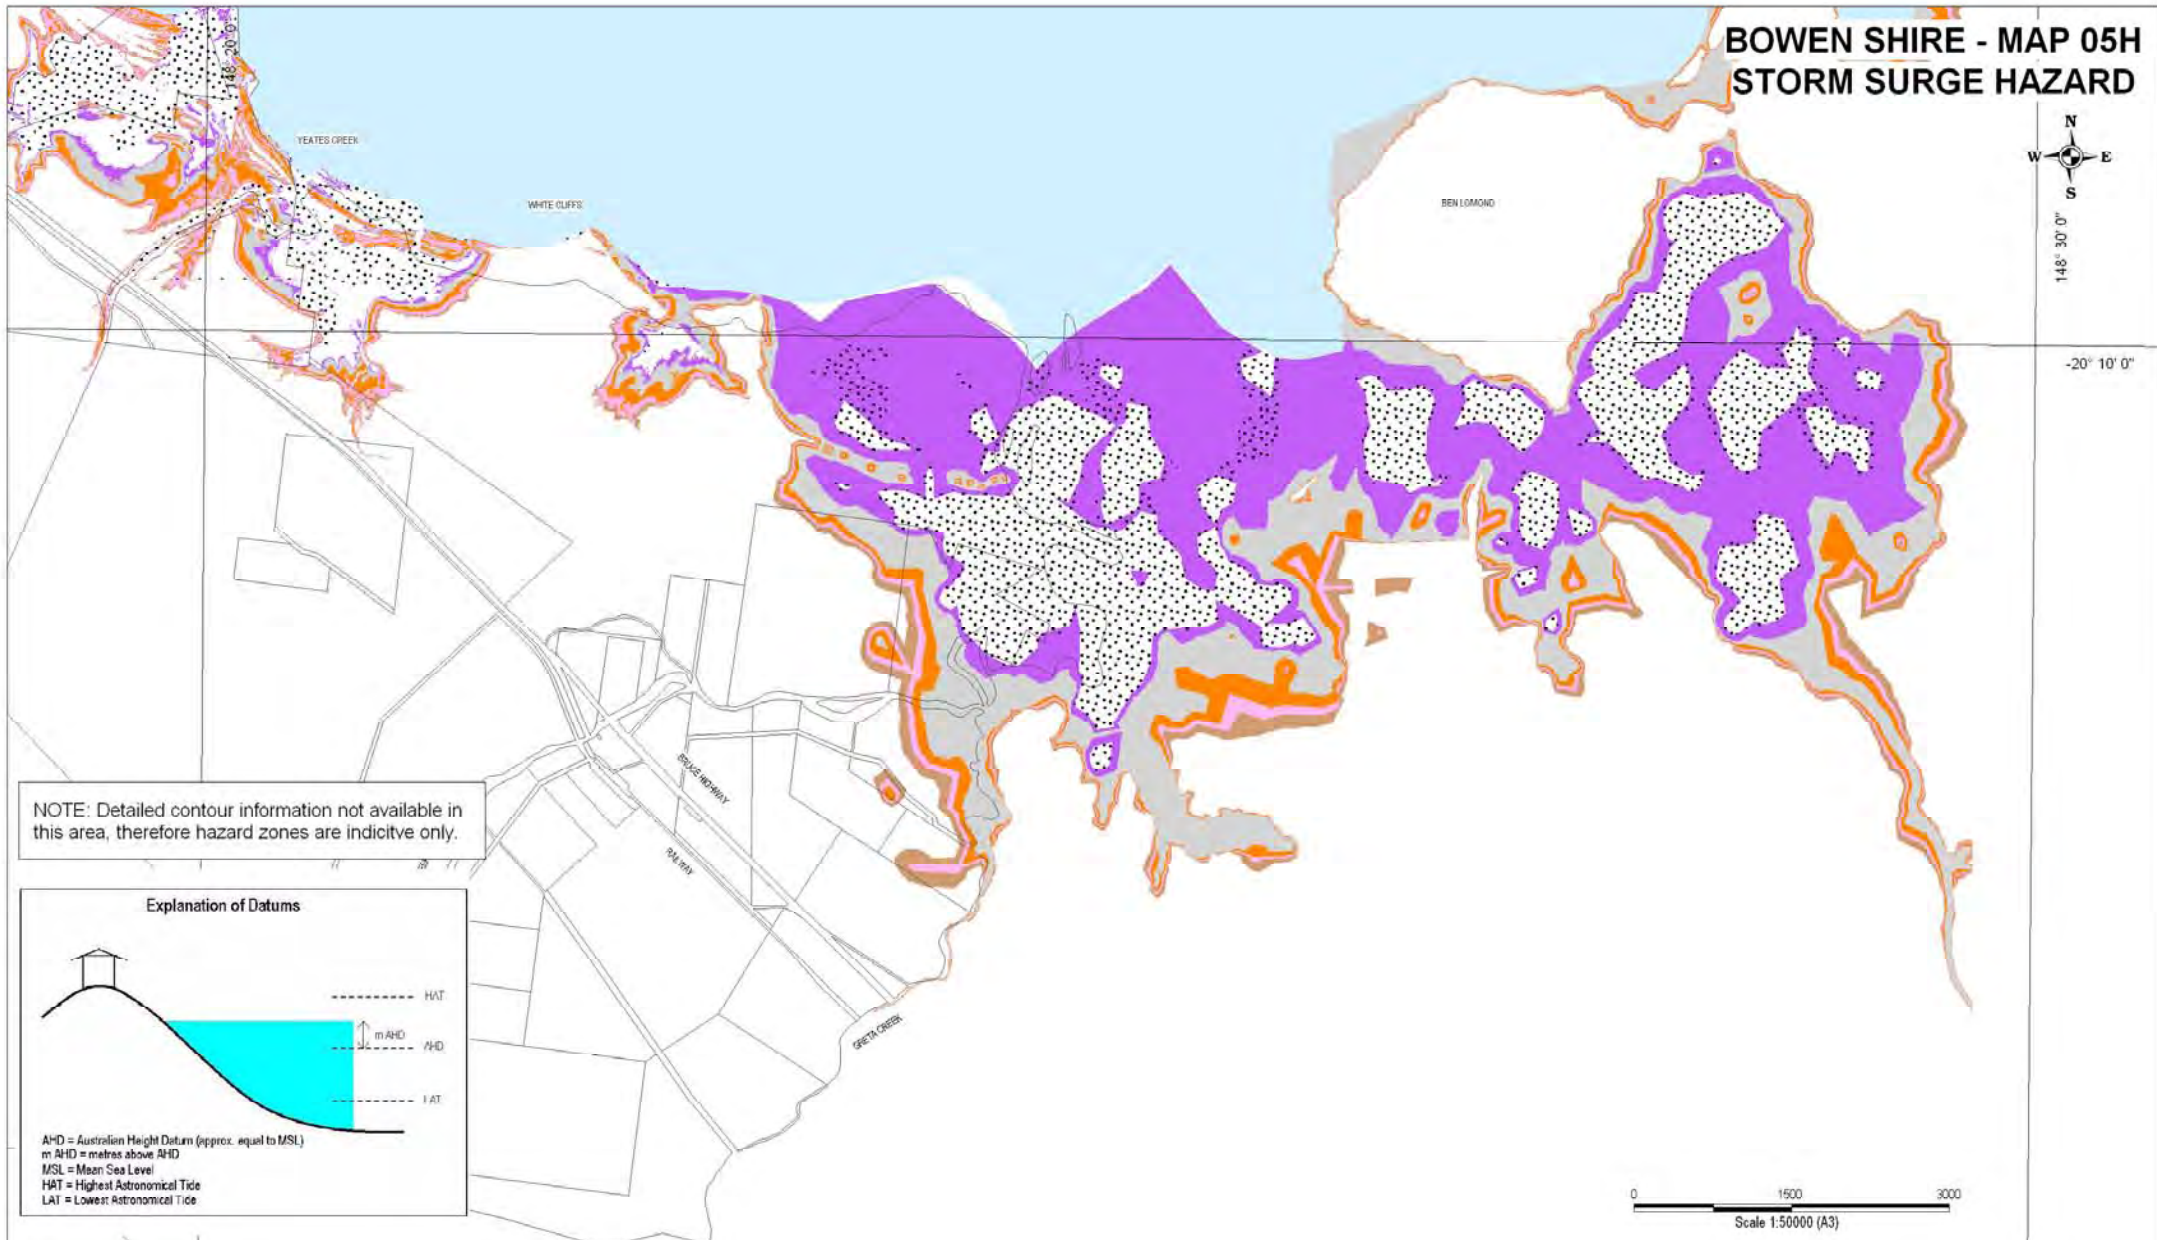 BOWEN SHIRE - MAP 05H
STORM SURGE HAZARD
148° 20' 0"
YEATES CREEK
WHITE CLIFFS
BEN LOMOND
N
W E
S
148° 30' 0"
-20° 10' 0"
BRUCE HIGHWAY
RAILWAY
GRETA CREEK
NOTE: Detailed contour information not available in
this area, therefore hazard zones are indicitve only.
Explanation of Datums
HAT
m AHD
AHD
LAT
AHD = Australian Height Datum (approx. equal to MSL)
m AHD = metres above AHD
MSL = Mean Sea Level
HAT = Highest Astronomical Tide
LAT = Lowest Astronomical Tide
0 1500 3000
Scale 1:50000 (A3)